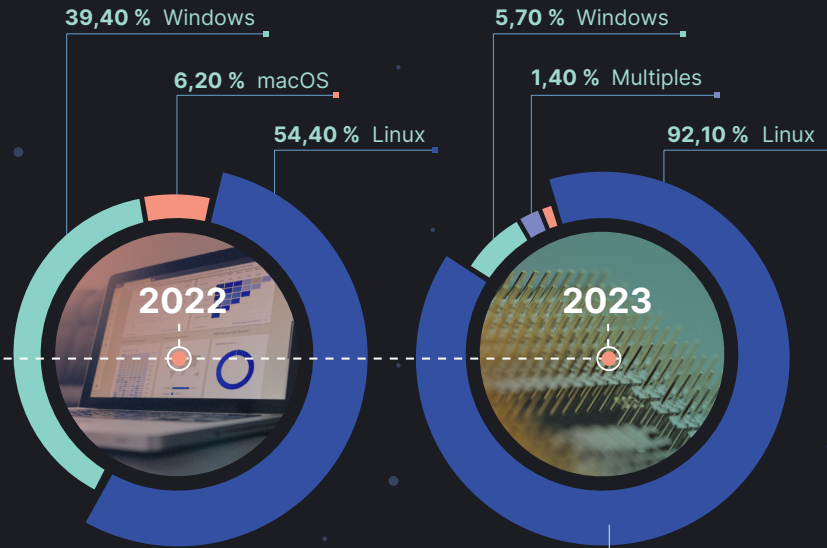 39,40 % Windows
6,20 % macOS
54,40 % Linux
2022
5,70 % Windows
1,40 % Multiples
92,10 % Linux
2023